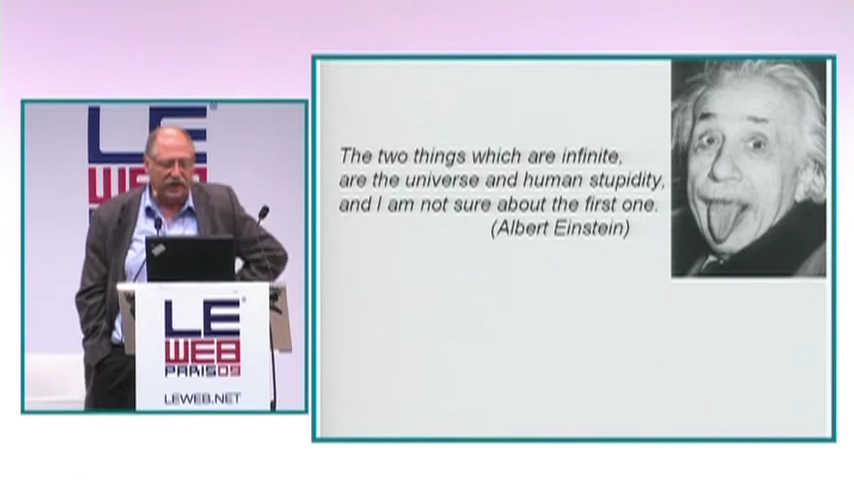 LE
WEB
The two things which are infinite,
are the universe and human stupidity,
and I am not sure about the first one.
(Albert Einstein)
LE
WEB
PARIS09
LEWEB.NET